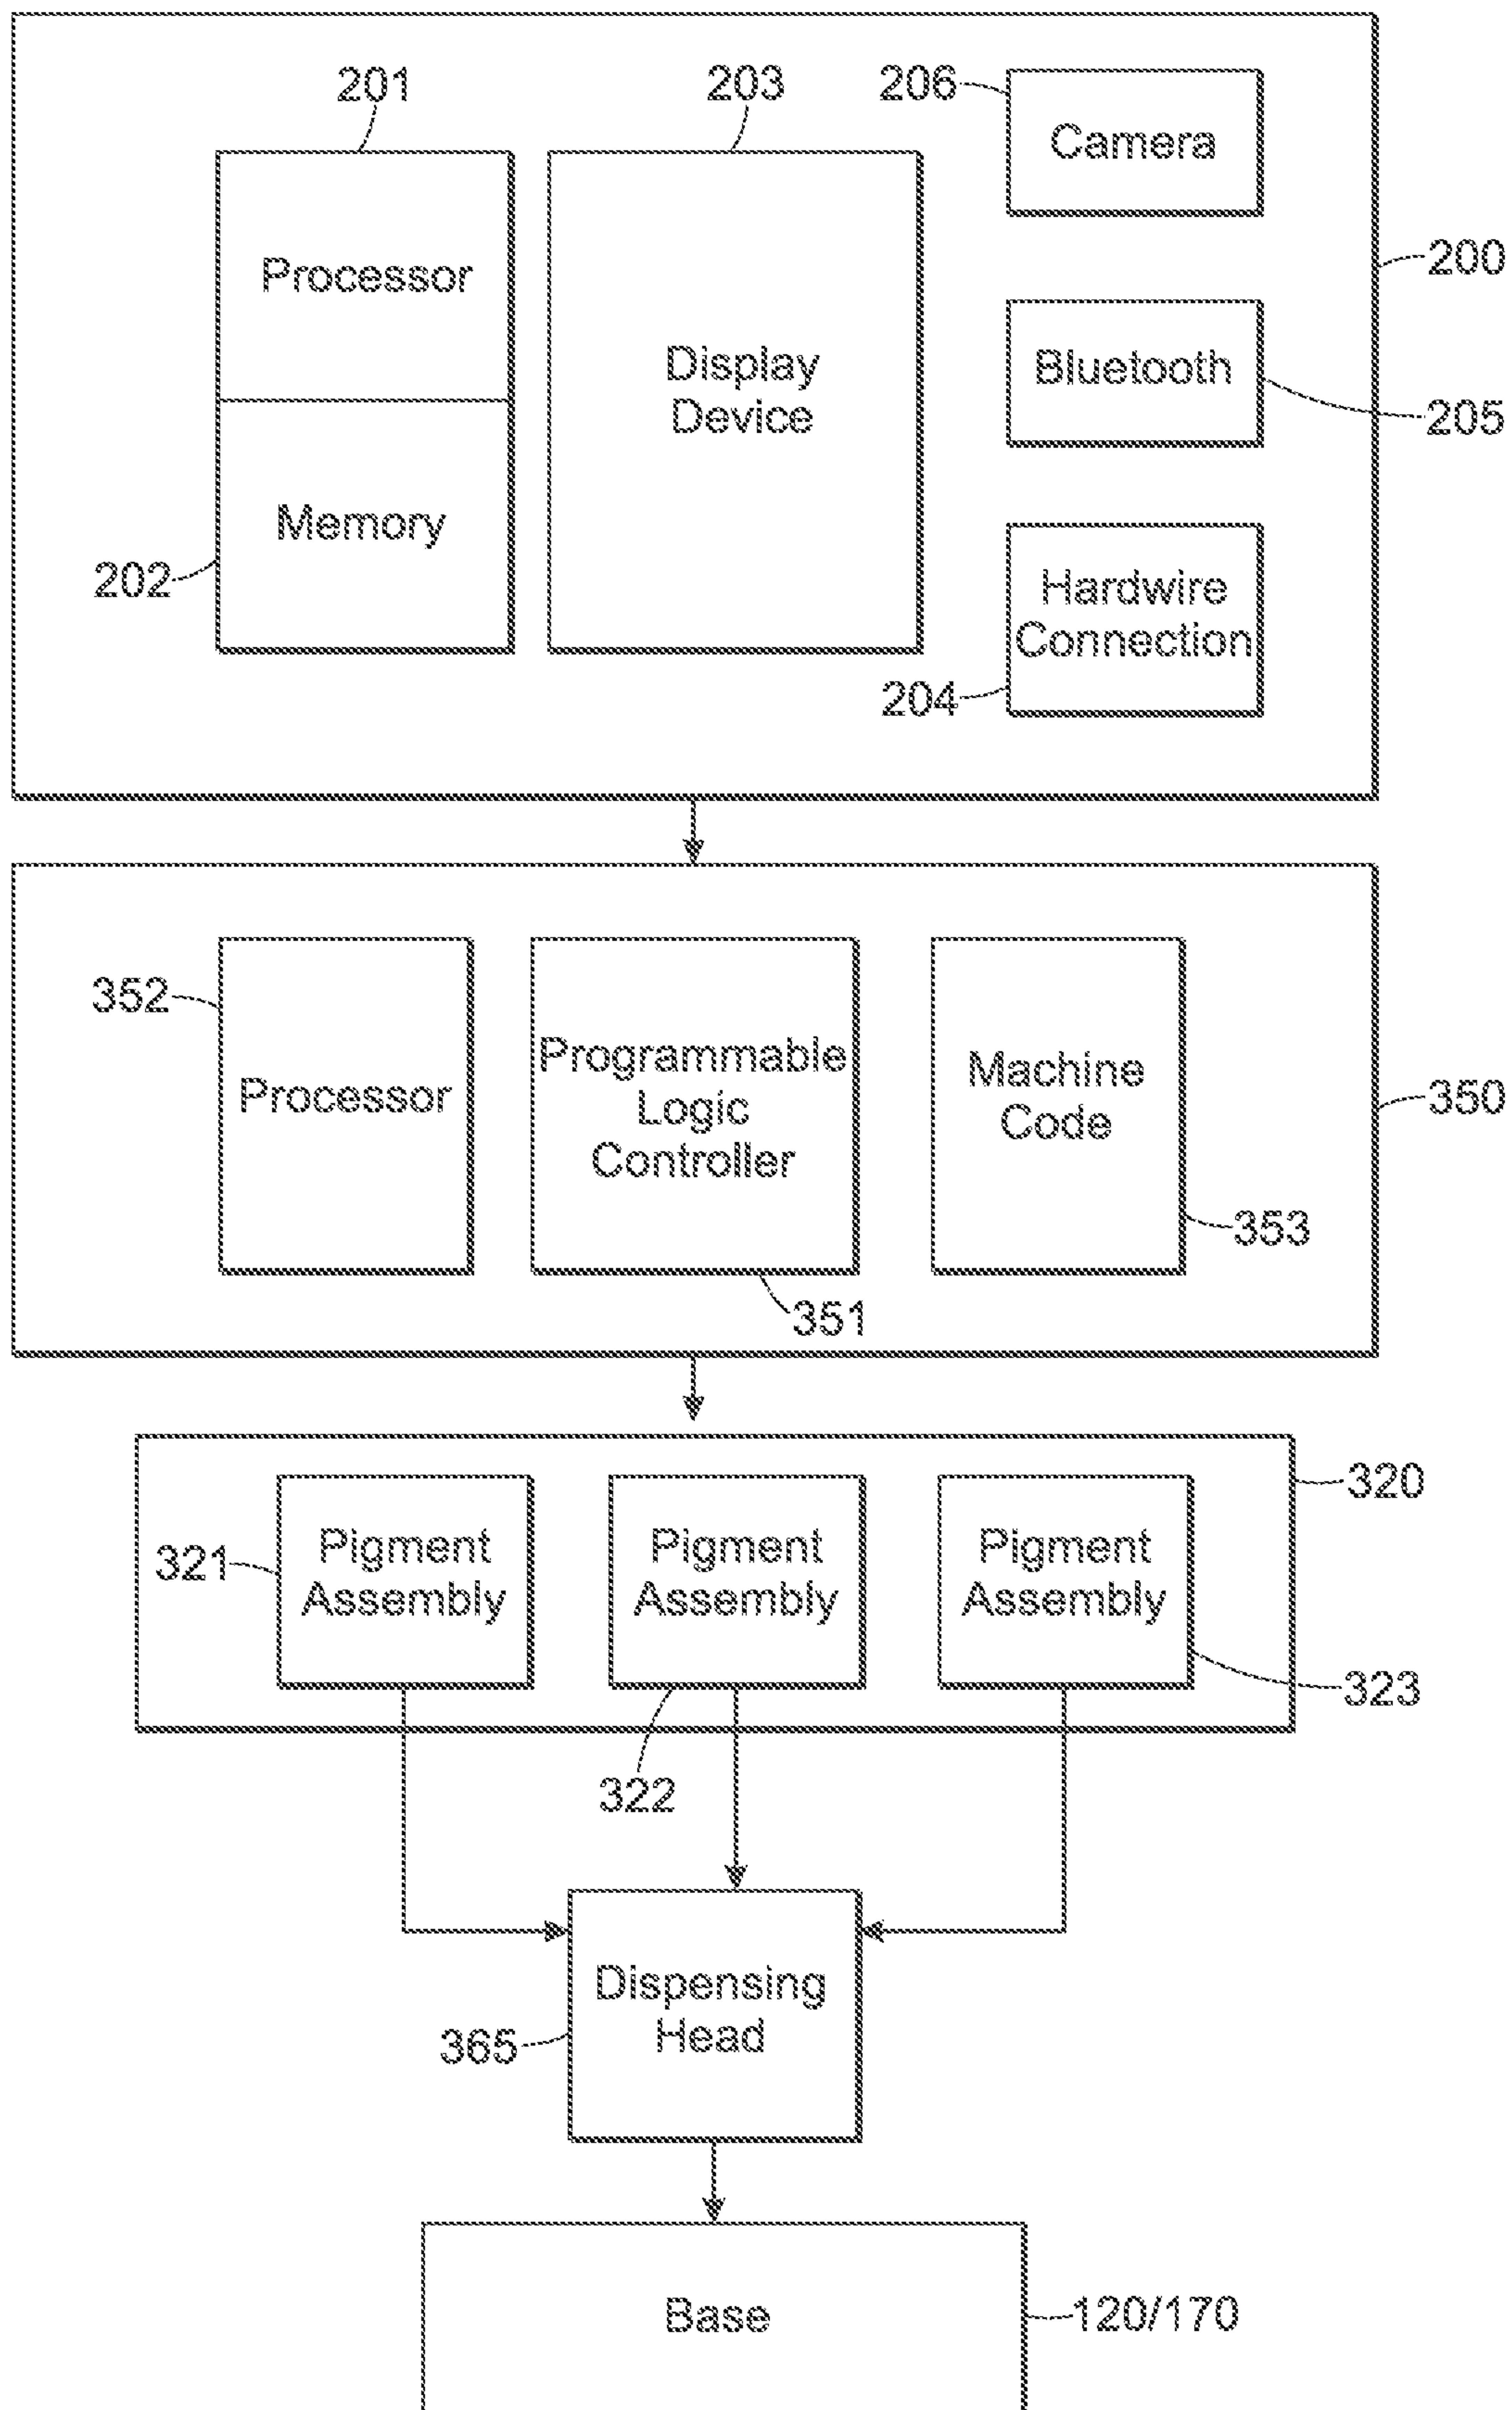 201
203
206
Camera
Processor
200
Display
Device
Bluetooth
205
Memory
202
Hardwire
Connection
204
352
Processor
Programmable
Logic
Controller
Machine
Code
350
353
351
320
321
Pigment
Assembly
Pigment
Assembly
Pigment
Assembly
323
322
Dispensing
Head
365
Base
120/170